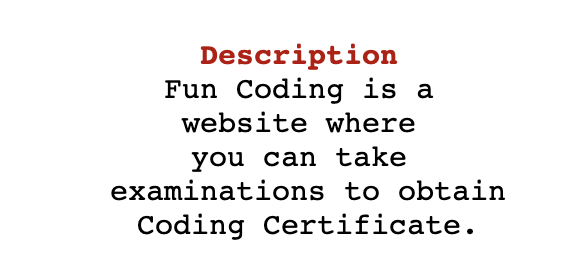 Description
Fun Coding is a
website where
you can take
examinations to obtain
Coding Certificate.